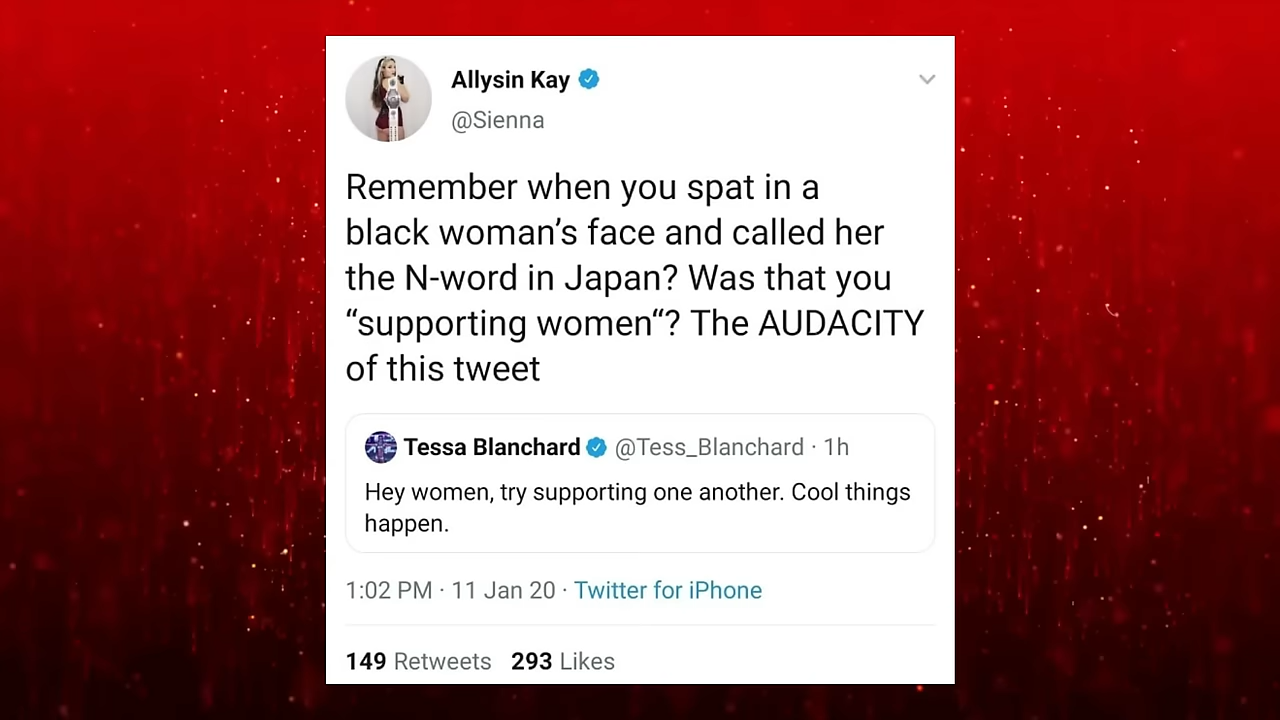 Allysin Kay
@Sienna
Remember when you spat in a
black woman’s face and called her
the N-word in Japan? Was that you
“supporting women“? The AUDACITY
of this tweet
Tessa Blanchard @Tess_Blanchard · 1h
Hey women, try supporting one another. Cool things
happen.
1:02 PM · 11 Jan 20 · Twitter for iPhone
149 Retweets 293 Likes